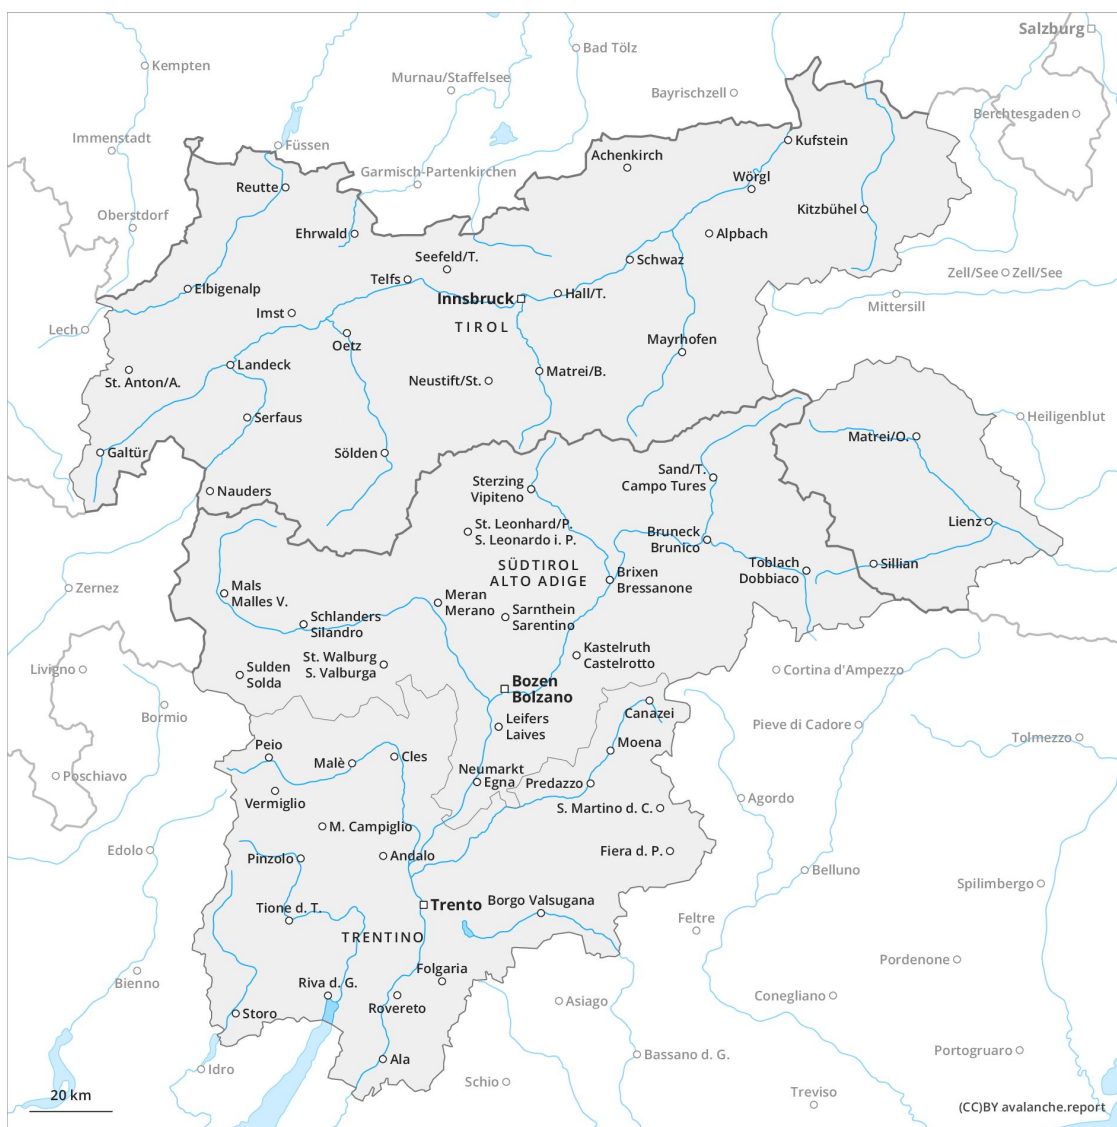 Salzburg
Bad Tölz
Kempten
Murnau/Staffelsee
Bayrischzell
Berchtesgaden
Immenstadt
Füssen
Kufstein
Achenkirch
Garmisch-Partenkirchen
Wörgl
Reutte
Oberstdorf
Kitzbühel
Ehrwald
Alpbach
Seefeld/T.
Schwaz
Zell/See
Zell/See
Telfs
Elbigenalp
Hall/T.
Innsbruck
Mittersill
Imst
TIROL
Lech
Oetz
Mayrhofen
Landeck
Matrei/B.
St. Anton/A.
Neustift/St.
Serfaus
Heiligenblut
Matrei/O.
Galtür
Sölden
Sand/T.
Campo Tures
Sterzing
Vipiteno
Nauders
St. Leonhard/P.
S. Leonardo i. P.
Lienz
Bruneck
Brunico
SÜDTIROL
ALTO ADIGE
Toblach
Dobbiaco
Sillian
Brixen
Bressanone
Zernez
Mals
Malles V.
Meran
Merano
Sarnthein
Sarentino
Schlanders
Silandro
Kastelruth
Castelrotto
St. Walburg
S. Valburga
Livigno
Sulden
Solda
Cortina d'Ampezzo
Bozen
Bolzano
Bormio
Canazei
Leifers
Laives
Pieve di Cadore
Tolmezzo
Peio
Moena
Cles
Malè
Neumarkt
Egna
Poschiavo
Predazzo
Vermiglio
Agordo
S. Martino d. C.
M. Campiglio
Edolo
Pinzolo
Andalo
Fiera d. P.
Belluno
Spilimbergo
Trento
Borgo Valsugana
Tione d. T.
Feltre
TRENTINO
Pordenone
Folgaria
Bienno
Riva d. G.
Conegliano
Rovereto
Asiago
Storo
Portogruaro
Bassano d. G.
Ala
Idro
Schio
Treviso
20 km
(CC)BY avalanche.report